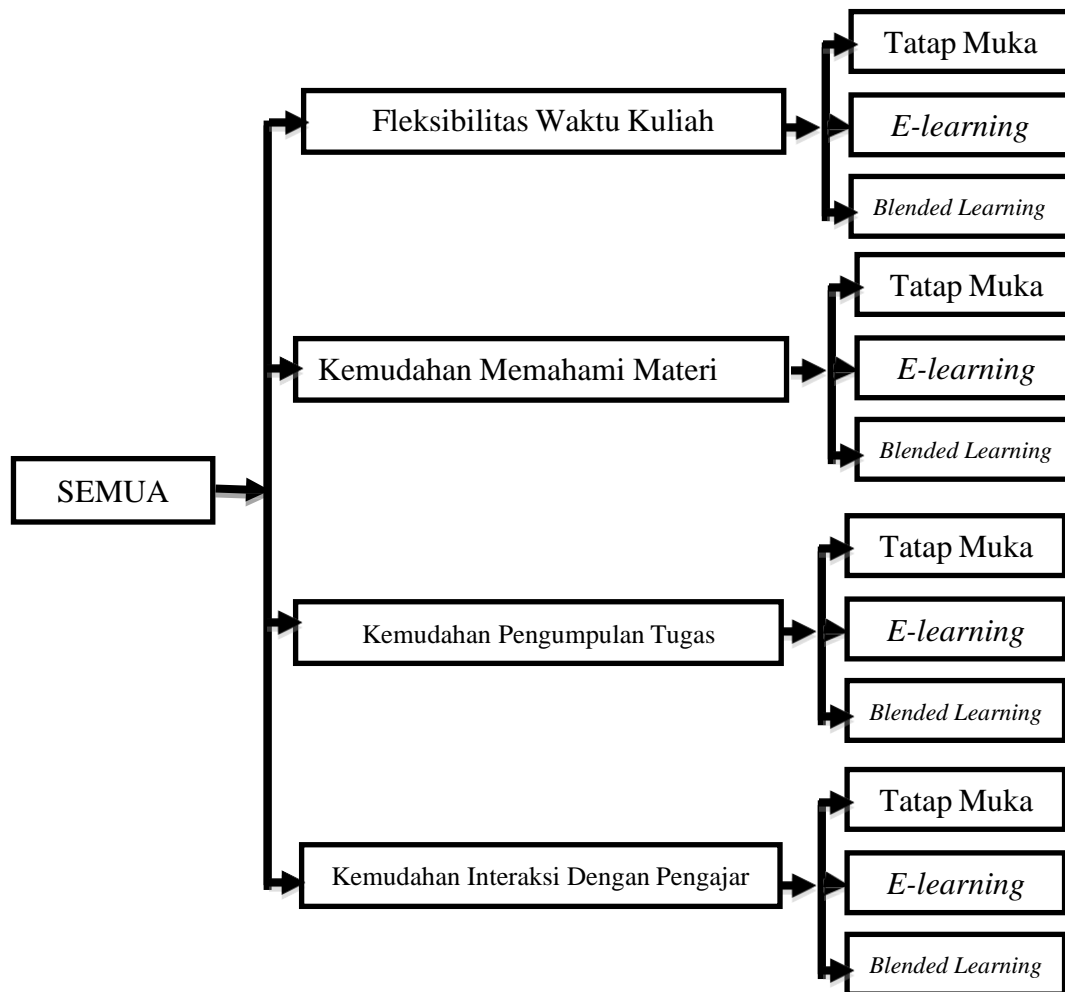 Tatap Muka
Fleksibilitas Waktu Kuliah
E-learning
Blended Learning
Tatap Muka
Kemudahan Memahami Materi
E-learning
Blended Learning
SEMUA
Tatap Muka
Kemudahan Pengumpulan Tugas
E-learning
Blended Learning
Tatap Muka
Kemudahan Interaksi Dengan Pengajar
E-learning
Blended Learning